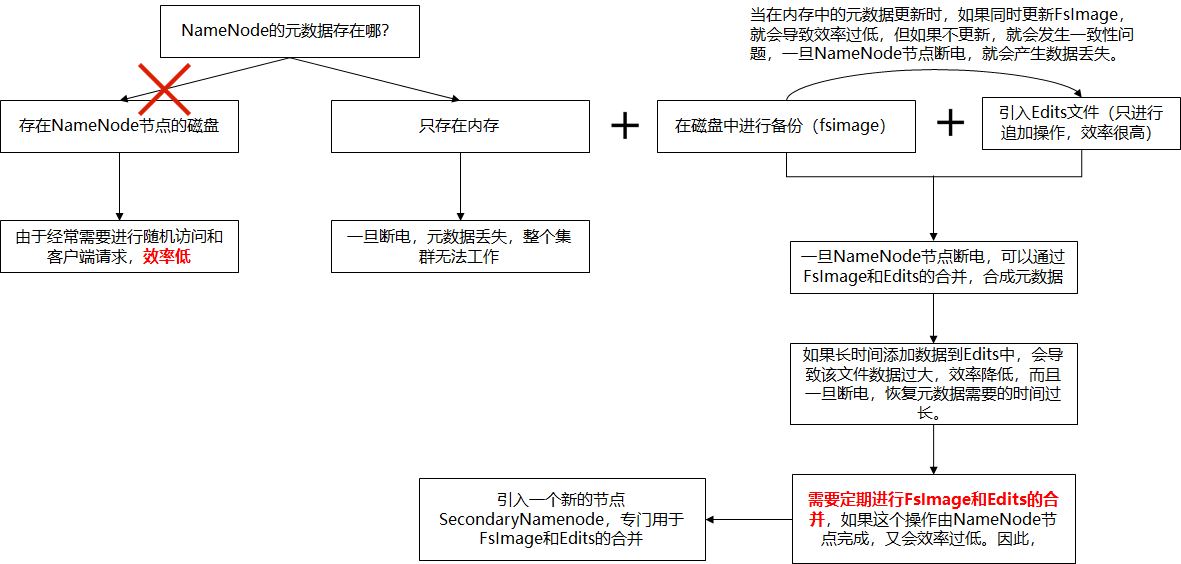 NameNode的元数据存在哪？
当在内存中的元数据更新时，如果同时更新FsImage，
就会导致效率过低，但如果不更新，就会发生一致性问
题，一旦NameNode节点断电，就会产生数据丢失。
存在NameNode节点的磁盘
只存在内存
在磁盘中进行备份（fsimage）
引入Edits文件（只进行
追加操作，效率很高）
由于经常需要进行随机访问和
客户端请求，效率低
一旦断电，元数据丢失，整个集
群无法工作
一旦NameNode节点断电，可以通过
FsImage和Edits的合并，合成元数据
如果长时间添加数据到Edits中，会导
致该文件数据过大，效率降低，而且
一旦断电，恢复元数据需要的时间过
长。
需要定期进行FsImage和Edits的合
并，如果这个操作由NameNode节
点完成，又会效率过低。因此，
引入一个新的节点
SecondaryNamenode，专门用于
FsImage和Edits的合并